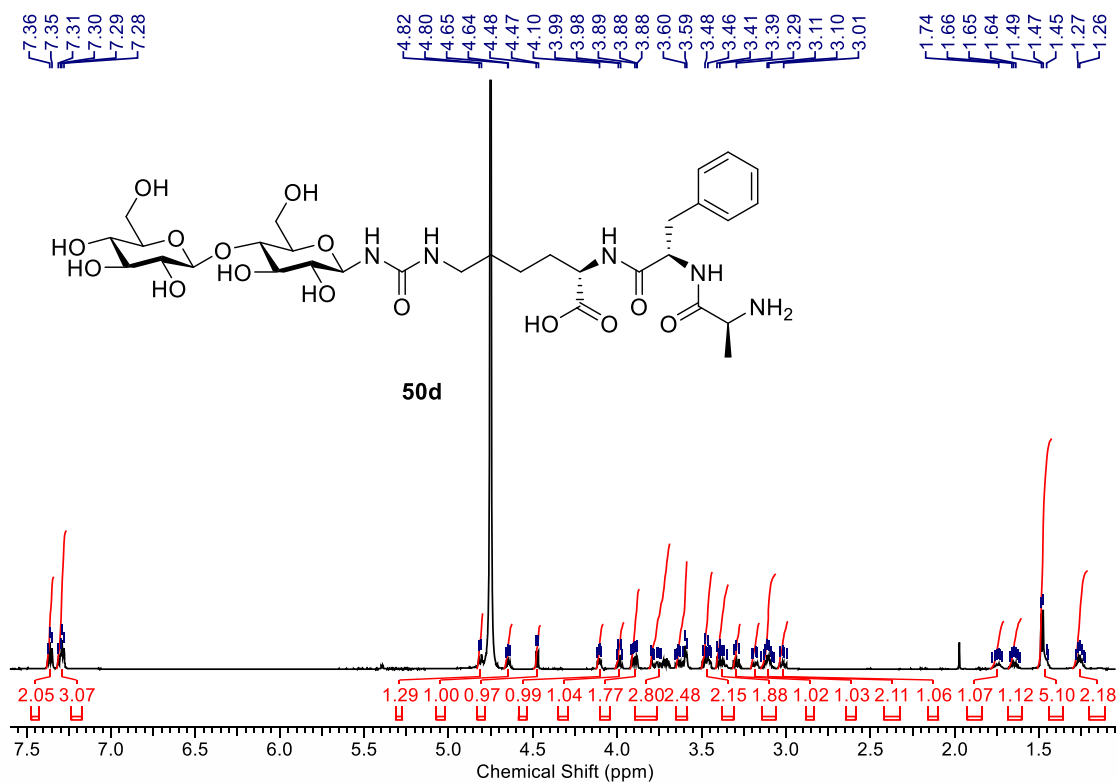 7.36 7.35 7.31 7.30 7.29 7.28 4.82 4.80 4.65 4.64 4.48 4.47 4.10 3.99 3.98 3.89 3.88 3.88 3.60 3.59 3.48 3.46 3.41 3.39 3.29 3.11 3.10 3.01 1.74 1.66 1.65 1.64 1.49 1.47 1.45 1.27 1.26
OH
OH
HO
O
O
HO
HO
O
HO
HO
OH
H
N
O
H
N
HO
O
H
N
O
NH
O
NH2
50d
2.05 3.07 1.29 1.00 0.97 0.99 1.04 1.77 2.80 2.48 2.15 1.88 1.02 1.03 2.11 1.06 1.07 1.12 5.10 2.18
7.5 7.0 6.5 6.0 5.5 5.0 4.5 4.0 3.5 3.0 2.5 2.0 1.5
Chemical Shift (ppm)